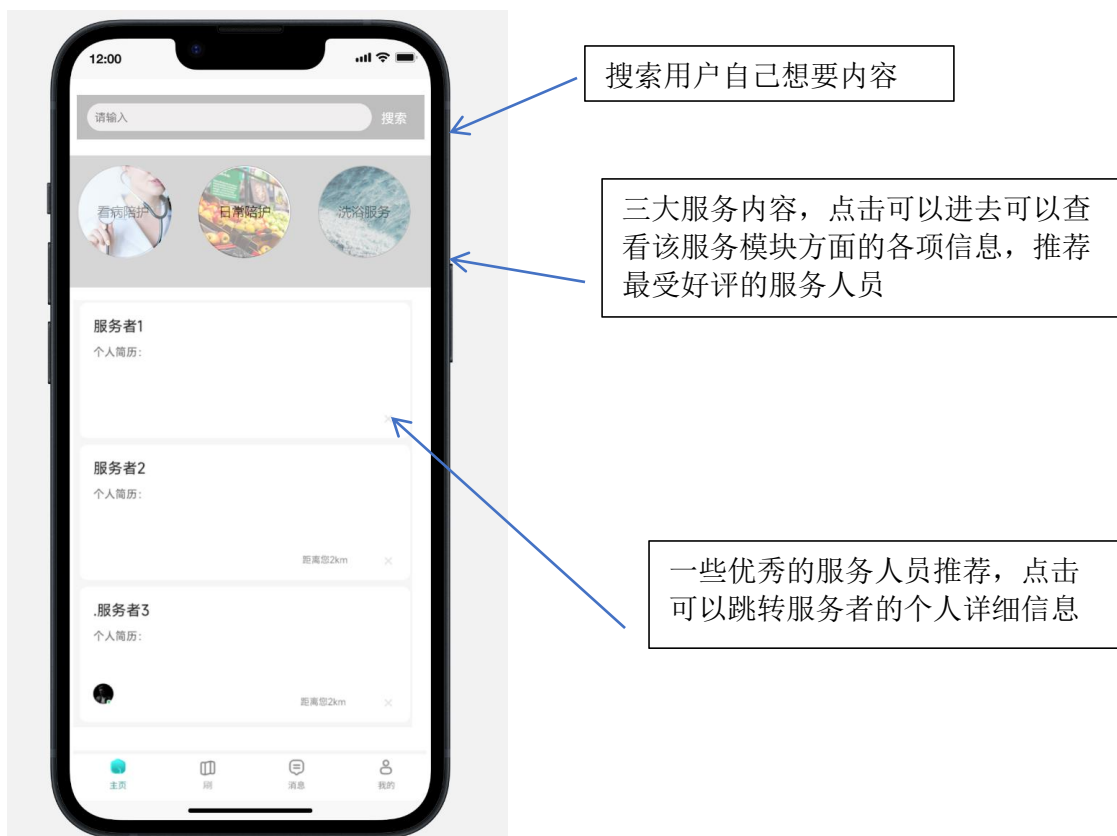 12:00
请输入
搜索
看病陪护
日常陪护
洗浴服务
服务者1
个人简历：
服务者2
个人简历：
距离您2km
.服务者3
个人简历：
距离您2km
主页
消息
我的
搜索用户自己想要内容
三大服务内容，点击可以进去可以查
看该服务模块方面的各项信息，推荐
最受好评的服务人员
一些优秀的服务人员推荐，点击
可以跳转服务者的个人详细信息